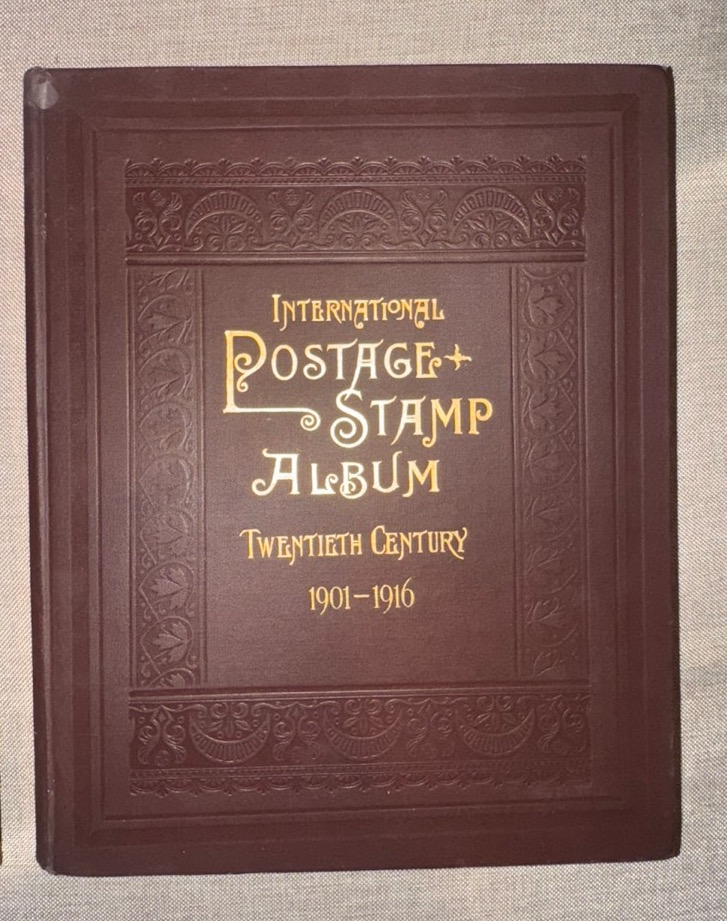 International
Postage
Stamp
Album
Twentieth Century
1901–1916